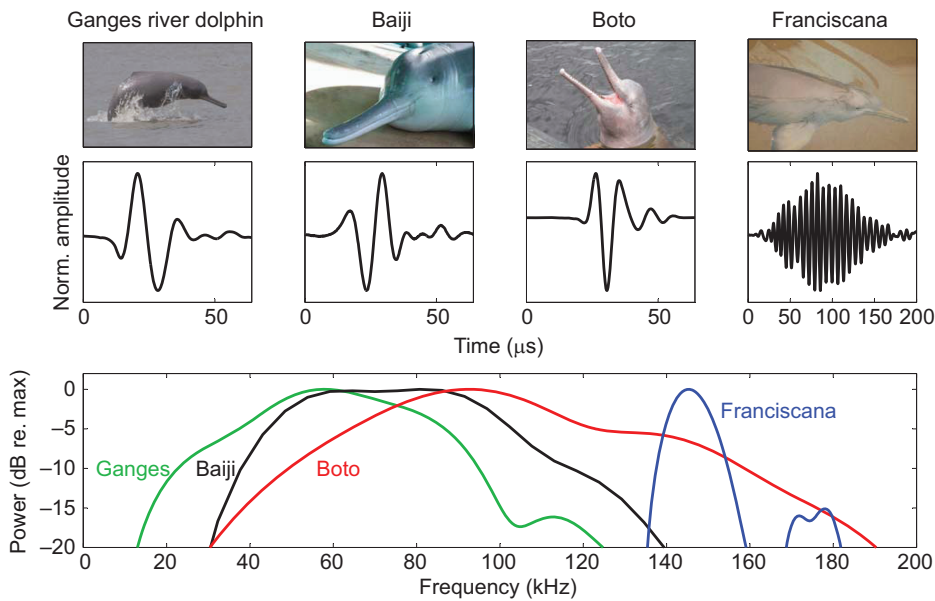 Ganges river dolphin Baiji Boto Franciscana
Norm. amplitude
0 50 0 50 0 50 0 50 100 150 200
Time (μs)
Power (dB re. max)
0
–5
–10
–15
–20
Ganges Baiji Boto Franciscana
0 20 40 60 80 100 120 140 160 180 200
Frequency (kHz)